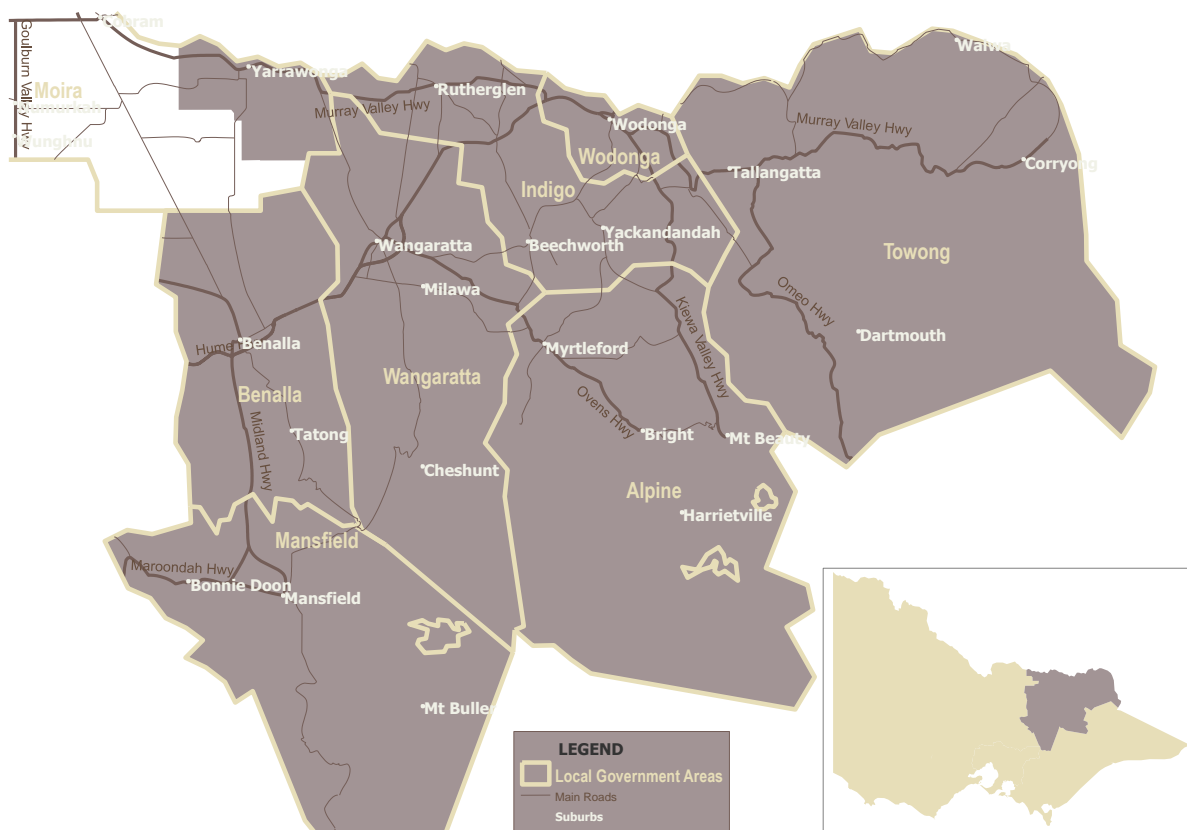 Cobram
Goulburn Valley Hwy
Yarrawonga
Moira
Numurkah
Wunghnu
Murray Valley Hwy
Rutherglen
Wodonga
Wodonga
Indigo
Walwa
Murray Valley Hwy
Tallangatta
Corryong
Wangaratta
Beechworth
Yackandandah
Towong
Milawa
Omeo Hwy
Kiewa Valley Hwy
Dartmouth
Hume
Benalla
Myrtleford
Wangaratta
Benalla
Ovens Hwy
Midland Hwy
Tatong
Bright
Mt Beauty
Cheshunt
Alpine
Harrietville
Mansfield
Maroondah Hwy
Bonnie Doon
Mansfield
Mt Buller
LEGEND
Local Government Areas
Main Roads
Suburbs